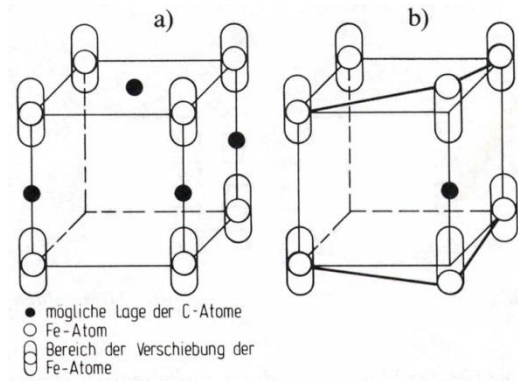 a)
b)
mögliche Lage der C-Atome
Fe-Atom
Bereich der Verschiebung der
Fe-Atome